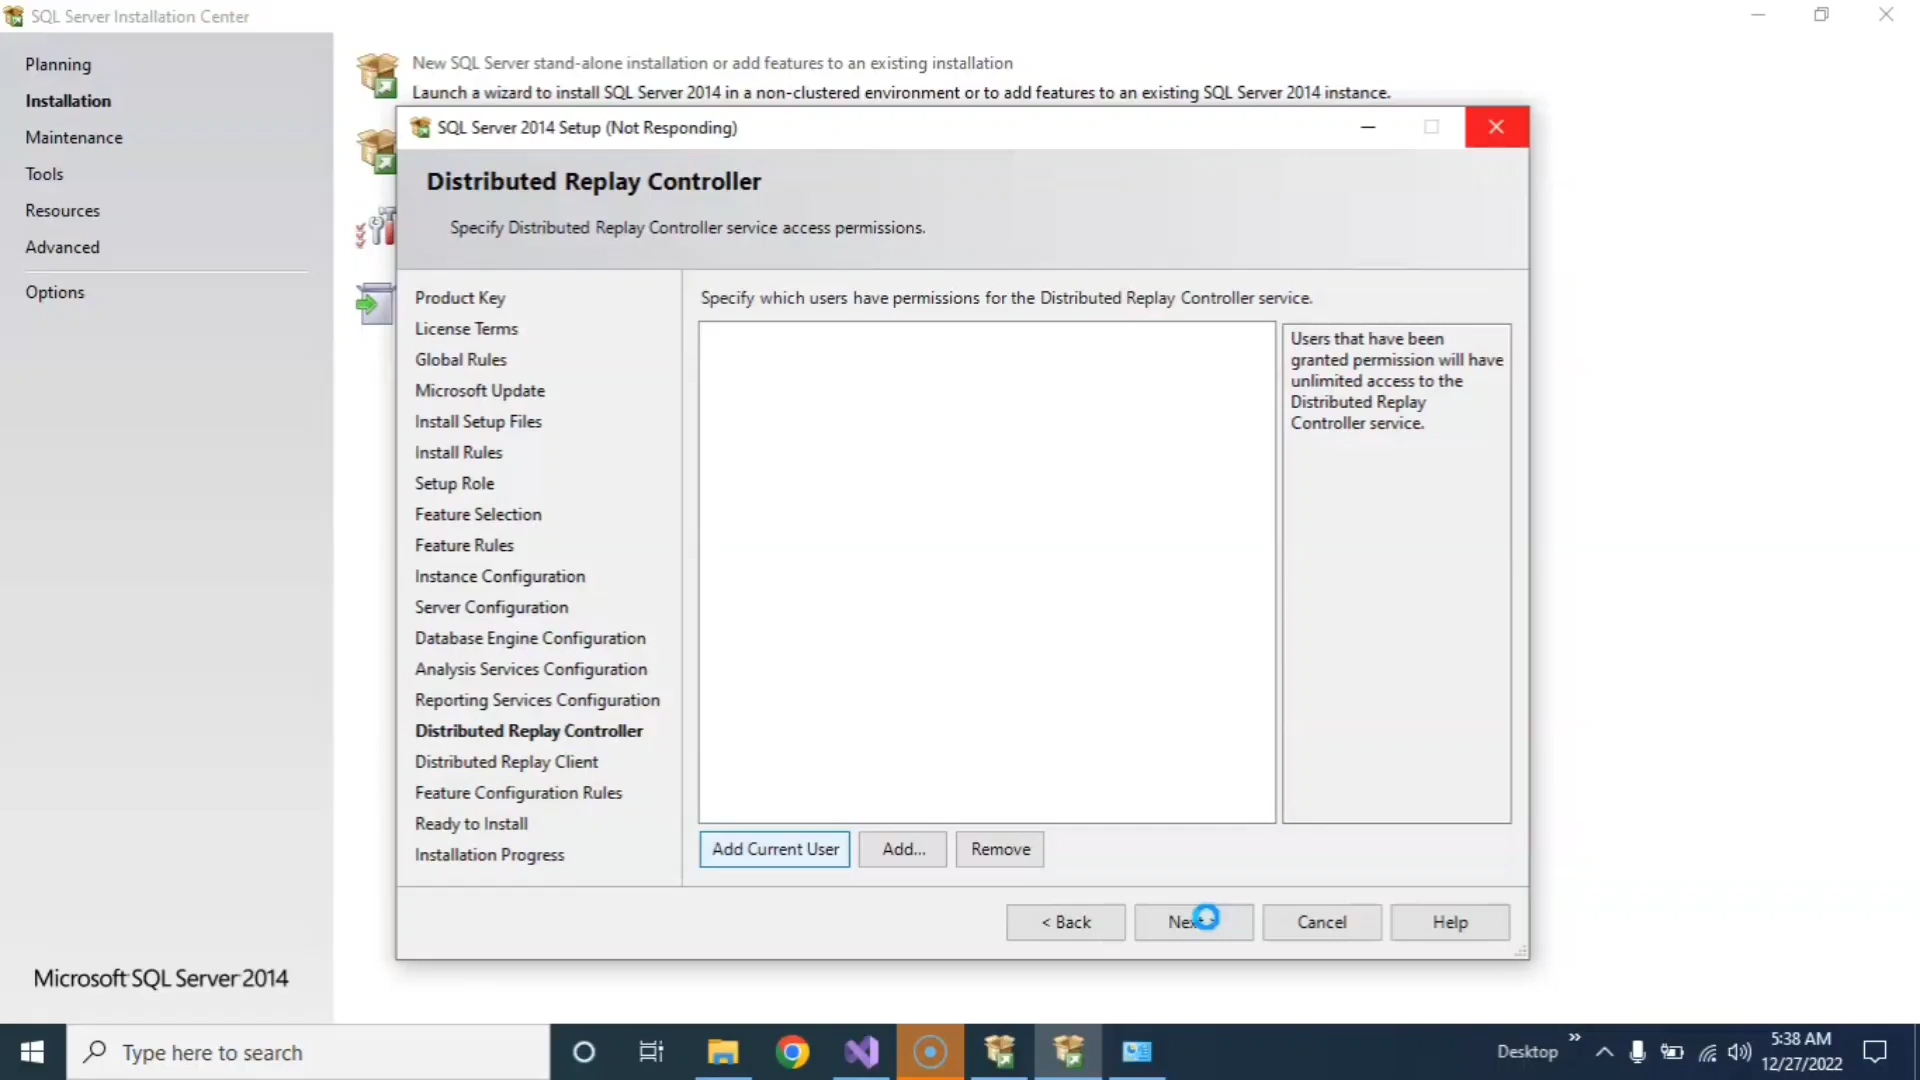 SQL Server Installation Center
Planning
Installation
Maintenance
Tools
Resources
Advanced
Options
Microsoft SQL Server 2014
New SQL Server stand-alone installation or add features to an existing installation
Launch a wizard to install SQL Server 2014 in a non-clustered environment or to add features to an existing SQL Server 2014 instance.
SQL Server 2014 Setup (Not Responding)
Distributed Replay Controller
Specify Distributed Replay Controller service access permissions.
Product Key
License Terms
Global Rules
Microsoft Update
Install Setup Files
Install Rules
Setup Role
Feature Selection
Feature Rules
Instance Configuration
Server Configuration
Database Engine Configuration
Analysis Services Configuration
Reporting Services Configuration
Distributed Replay Controller
Distributed Replay Client
Feature Configuration Rules
Ready to Install
Installation Progress
Specify which users have permissions for the Distributed Replay Controller service.
Users that have been
granted permission will have
unlimited access to the
Distributed Replay
Controller service.
Add Current User
Add...
Remove
< Back
Next >
Cancel
Help
Type here to search
Desktop
5:38 AM
12/27/2022